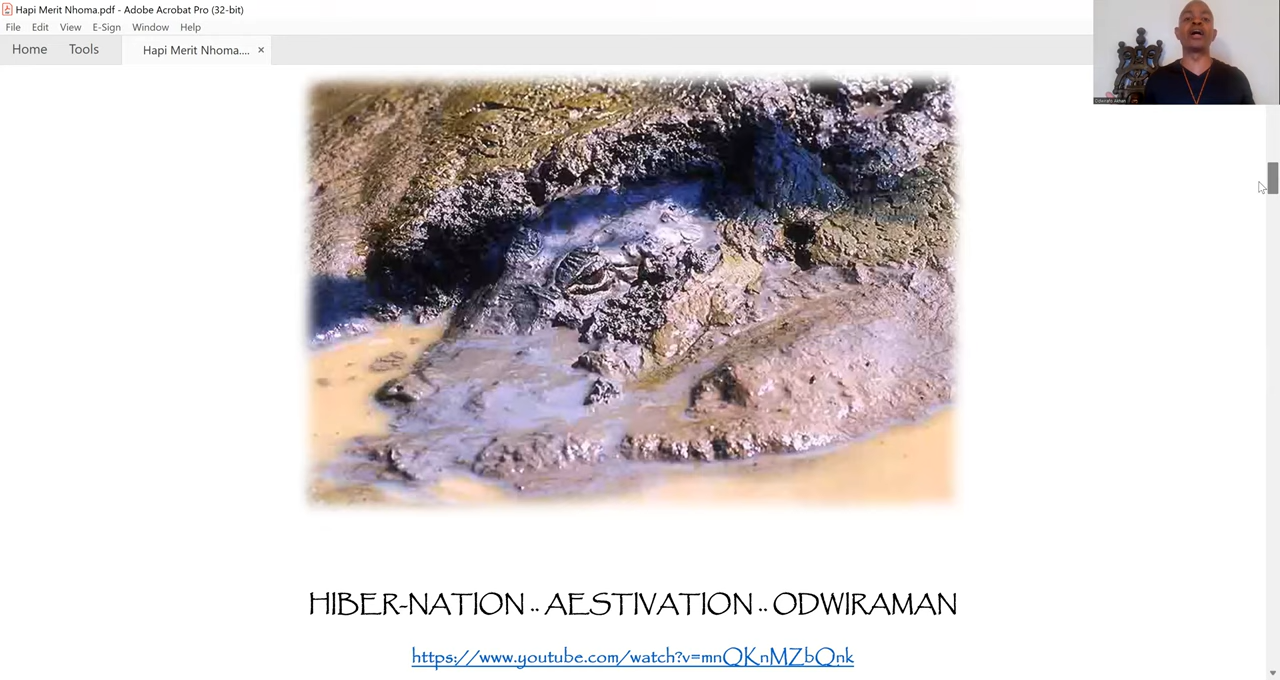 Hapi Merit Nhoma.pdf - Adobe Acrobat Pro (32-bit)
File Edit View E-Sign Window Help
Home Tools Hapi Merit Nhoma.... ×
HIBER-NATION .. AESTIVATION .. ODWIRAMAN
https://www.youtube.com/watch?v=mnQKnMZbQnk